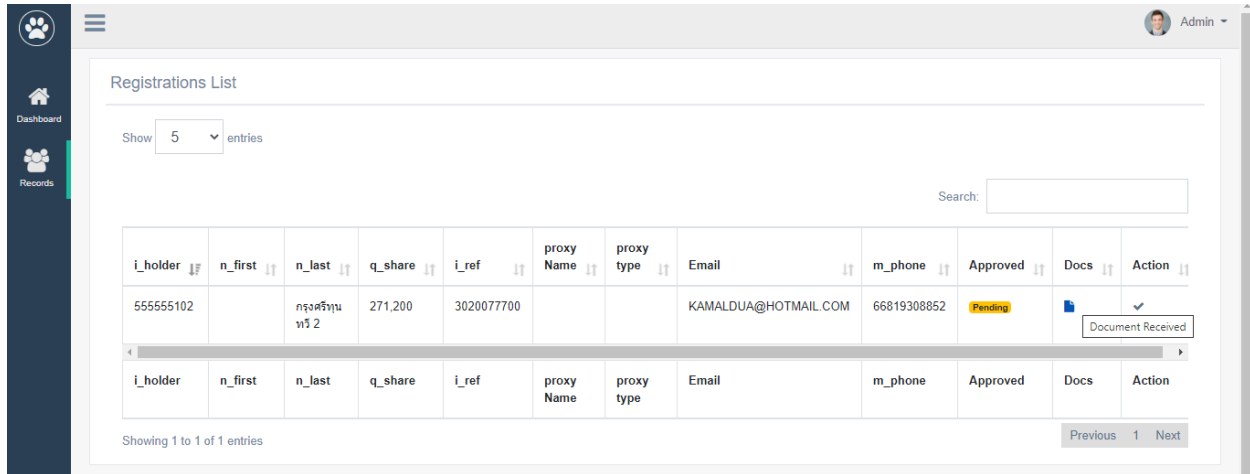 Admin
Dashboard
Records
Registrations List
Show 5 entries
Search:
i_holder n_first n_last q_share i_ref proxy Name proxy type Email m_phone Approved Docs Action
555555102 กรุงศรีทุน 271,200 3020077700 KAMALDUA@HOTMAIL.COM 66819308852 Pending
ทวี 2
Document Received
i_holder n_first n_last q_share i_ref proxy Name proxy type Email m_phone Approved Docs Action
Showing 1 to 1 of 1 entries
Previous 1 Next